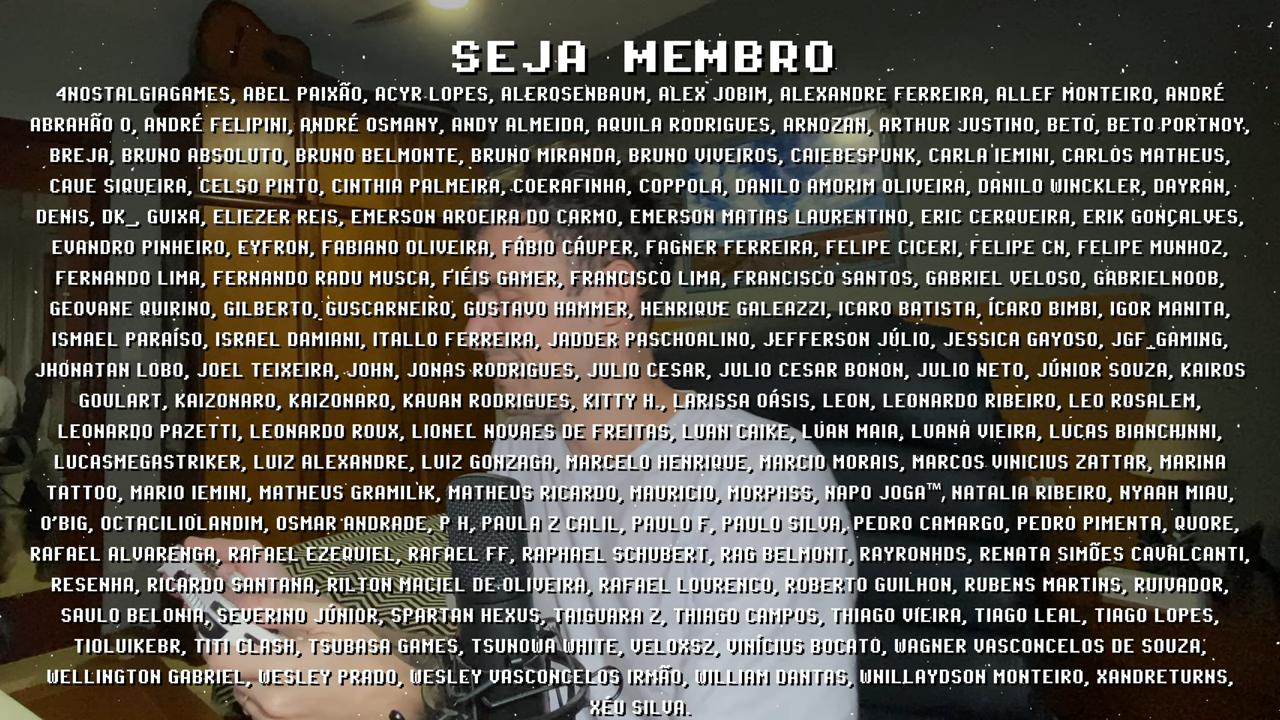 SEJA MEMBRO
4NOSTALGIAGAMES, ABEL PAIXÃO, ACYR LOPES, ALEROSENBAUM, ALEX JOBIM, ALEXANDRE FERREIRA, ALLEF MONTEIRO, ANDRÉ
ABRAHÃO O, ANDRÉ FELIPINI, ANDRÉ OSMANY, ANDY ALMEIDA, AQUILA RODRIGUES, ARNOZAN, ARTHUR JUSTINO, BETO, BETO PORTNOY,
BREJA, BRUNO ABSOLUTO, BRUNO BELMONTE, BRUNO MIRANDA, BRUNO VIVEIROS, CAIEBESPUNK, CARLA IEMINI, CARLOS MATHEUS,
CAUE SIQUEIRA, CELSO PINTO, CINTHIA PALMEIRA, COERAFINHA, COPPOLA, DANILO AMORIM OLIVEIRA, DANILO WINCKLER, DAYRAN,
DENIS, DK_, GUIXA, ELIEZER REIS, EMERSON AROEIRA DO CARMO, EMERSON MATIAS LAURENTINO, ERIC CERQUEIRA, ERIK GONÇALVES,
EVANDRO PINHEIRO, EYFRON, FABIANO OLIVEIRA, FÁBIO CÁUPER, FAGNER FERREIRA, FELIPE CICERI, FELIPE CN, FELIPE MUNHOZ,
FERNANDO LIMA, FERNANDO RADU MUSCA, FIÉIS GAMER, FRANCISCO LIMA, FRANCISCO SANTOS, GABRIEL VELOSO, GABRIELNOOB,
GEOVANE QUIRINO, GILBERTO, GUSCARNEIRO, GUSTAVO HAMMER, HENRIQUE GALEAZZI, ICARO BATISTA, ÍCARO BIMBI, IGOR MANITA,
ISMAEL PARAÍSO, ISRAEL DAMIANI, ITALLO FERREIRA, JADDER PASCHOALINO, JEFFERSON JÚLIO, JESSICA GAYOSO, JGF_GAMING,
JHONATAN LOBO, JOEL TEIXEIRA, JOHN, JONAS RODRIGUES, JULIO CESAR, JULIO CESAR BONON, JULIO NETO, JÚNIOR SOUZA, KAIROS
GOULART, KAIZONARO, KAIZONARO, KAUAN RODRIGUES, KITTY H., LARISSA OÁSIS, LEON, LEONARDO RIBEIRO, LEO ROSALEM,
LEONARDO PAZETTI, LEONARDO ROUX, LIONEL NOVAES DE FREITAS, LUAN CAIKE, LUAN MAIA, LUANA VIEIRA, LUCAS BIANCHINNI,
LUCASMEGASTRIKER, LUIZ ALEXANDRE, LUIZ GONZAGA, MARCELO HENRIQUE, MARCIO MORAIS, MARCOS VINICIUS ZATTAR, MARINA
TATTOO, MARIO IEMINI, MATHEUS GRAMILIK, MATHEUS RICARDO, MAURICIO, MORPHSS, NAPO JOGA™, NATALIA RIBEIRO, NYAAH MIAU,
O'BIG, OCTACILIOLANDIM, OSMAR ANDRADE, P H, PAULA Z CALIL, PAULO F, PAULO SILVA, PEDRO CAMARGO, PEDRO PIMENTA, QUORE,
RAFAEL ALVARENGA, RAFAEL EZEQUIEL, RAFAEL FF, RAPHAEL SCHUBERT, RAG BELMONT, RAYRONHDS, RENATA SIMÕES CAVALCANTI,
RESENHA, RICARDO SANTANA, RILTON MACIEL DE OLIVEIRA, RAFAEL LOURENCO, ROBERTO GUILHON, RUBENS MARTINS, RUIVADOR,
SAULO BELONIA, SEVERINO JÚNIOR, SPARTAN HEXUS, TAIGUARA Z, THIAGO CAMPOS, THIAGO VIEIRA, TIAGO LEAL, TIAGO LOPES,
TIOLUIKEBR, TITI CLASH, TSUBASA GAMES, TSUNOWA WHITE, VELOXSZ, VINÍCIUS BOCATO, WAGNER VASCONCELOS DE SOUZA,
WELLINGTON GABRIEL, WESLEY PRADO, WESLEY VASCONCELOS IRMÃO, WILLIAM DANTAS, WNILLAYDSON MONTEIRO, XANDRETURNS,
XÉU SILVA.